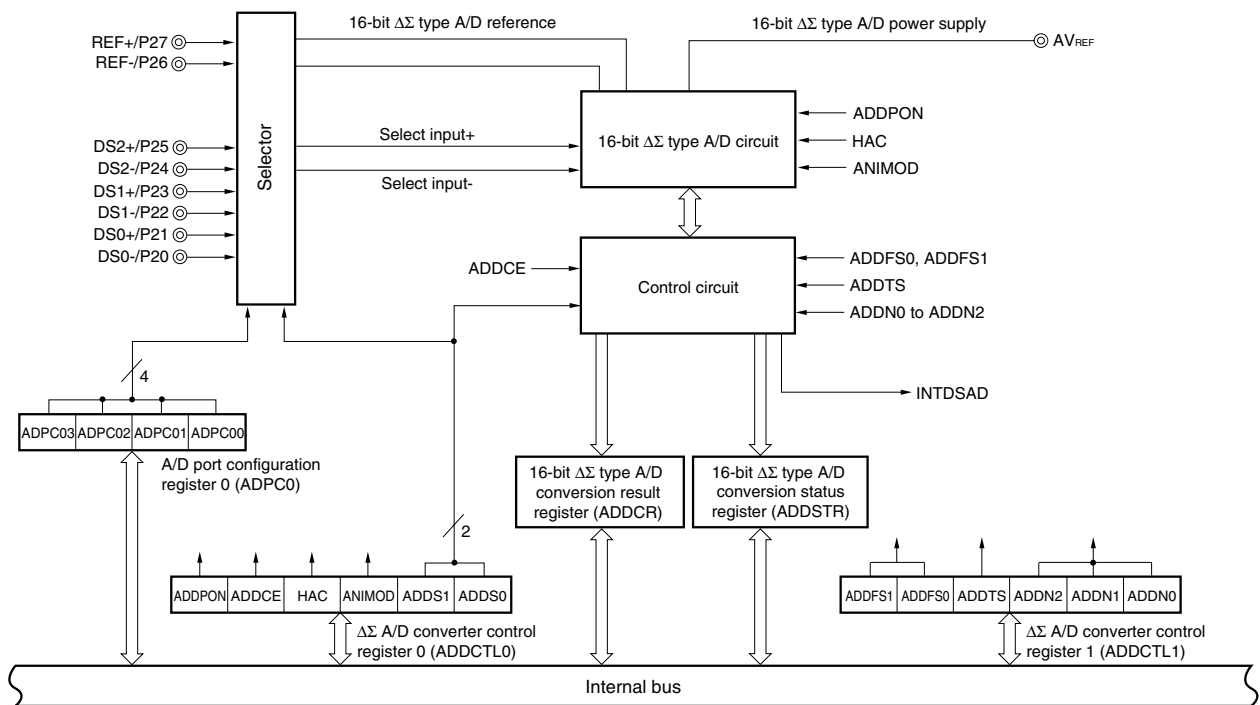 16-bit ΔΣ type A/D reference
16-bit ΔΣ type A/D power supply
REF+/P27
REF-/P26
AVREF
Selector
DS2+/P25
DS2-/P24
DS1+/P23
DS1-/P22
DS0+/P21
DS0-/P20
Select input+
Select input-
16-bit ΔΣ type A/D circuit
ADDPON
HAC
ANIMOD
ADDCE
Control circuit
ADDFS0, ADDFS1
ADDTS
ADDN0 to ADDN2
4
INTDSAD
ADPC03 ADPC02 ADPC01 ADPC00
A/D port configuration
register 0 (ADPC0)
16-bit ΔΣ type A/D
conversion result
register (ADDCR)
16-bit ΔΣ type A/D
conversion status
register (ADDSTR)
2
ADDPON ADDCE HAC ANIMOD ADDS1 ADDS0
ΔΣ A/D converter control
register 0 (ADDCTL0)
ADDFS1 ADDFS0 ADDTS ADDN2 ADDN1 ADDN0
ΔΣ A/D converter control
register 1 (ADDCTL1)
Internal bus